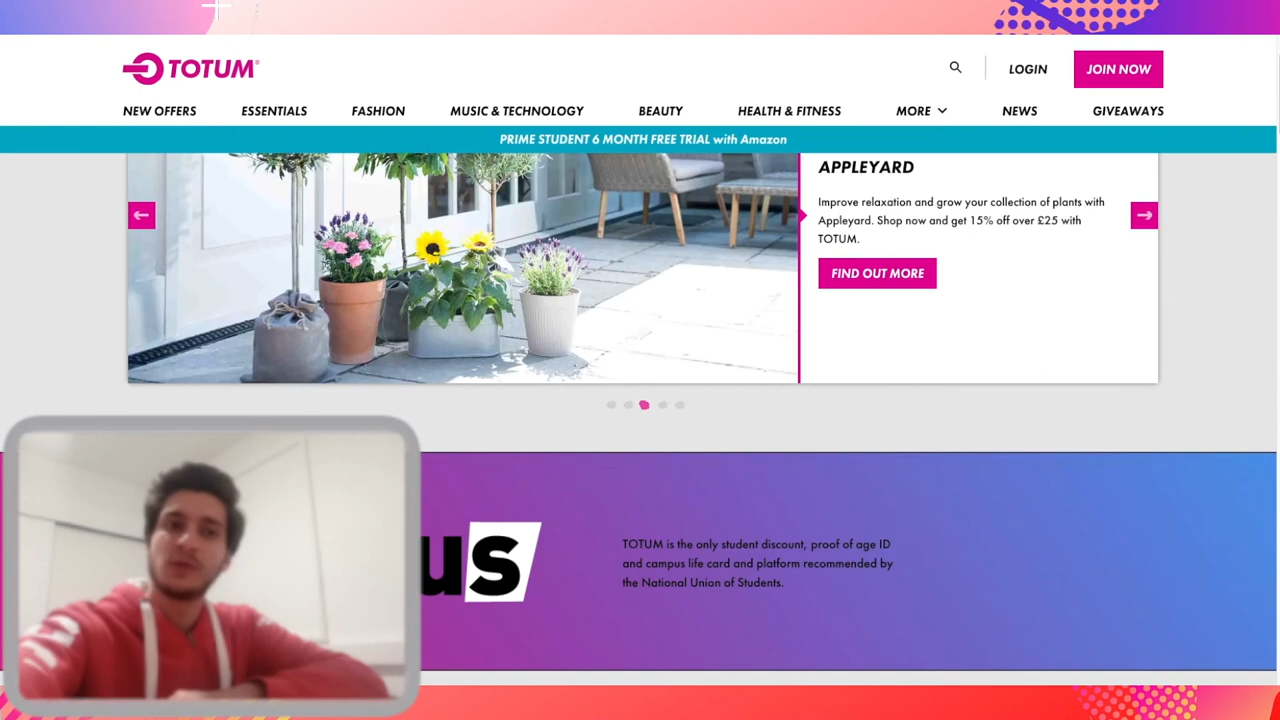 TOTUM
LOGIN
JOIN NOW
NEW OFFERS
ESSENTIALS
FASHION
MUSIC & TECHNOLOGY
BEAUTY
HEALTH & FITNESS
MORE
NEWS
GIVEAWAYS
PRIME STUDENT 6 MONTH FREE TRIAL with Amazon
APPLEYARD
Improve relaxation and grow your collection of plants with
Appleyard. Shop now and get 15% off over £25 with
TOTUM.
FIND OUT MORE
us
TOTUM is the only student discount, proof of age ID
and campus life card and platform recommended by
the National Union of Students.